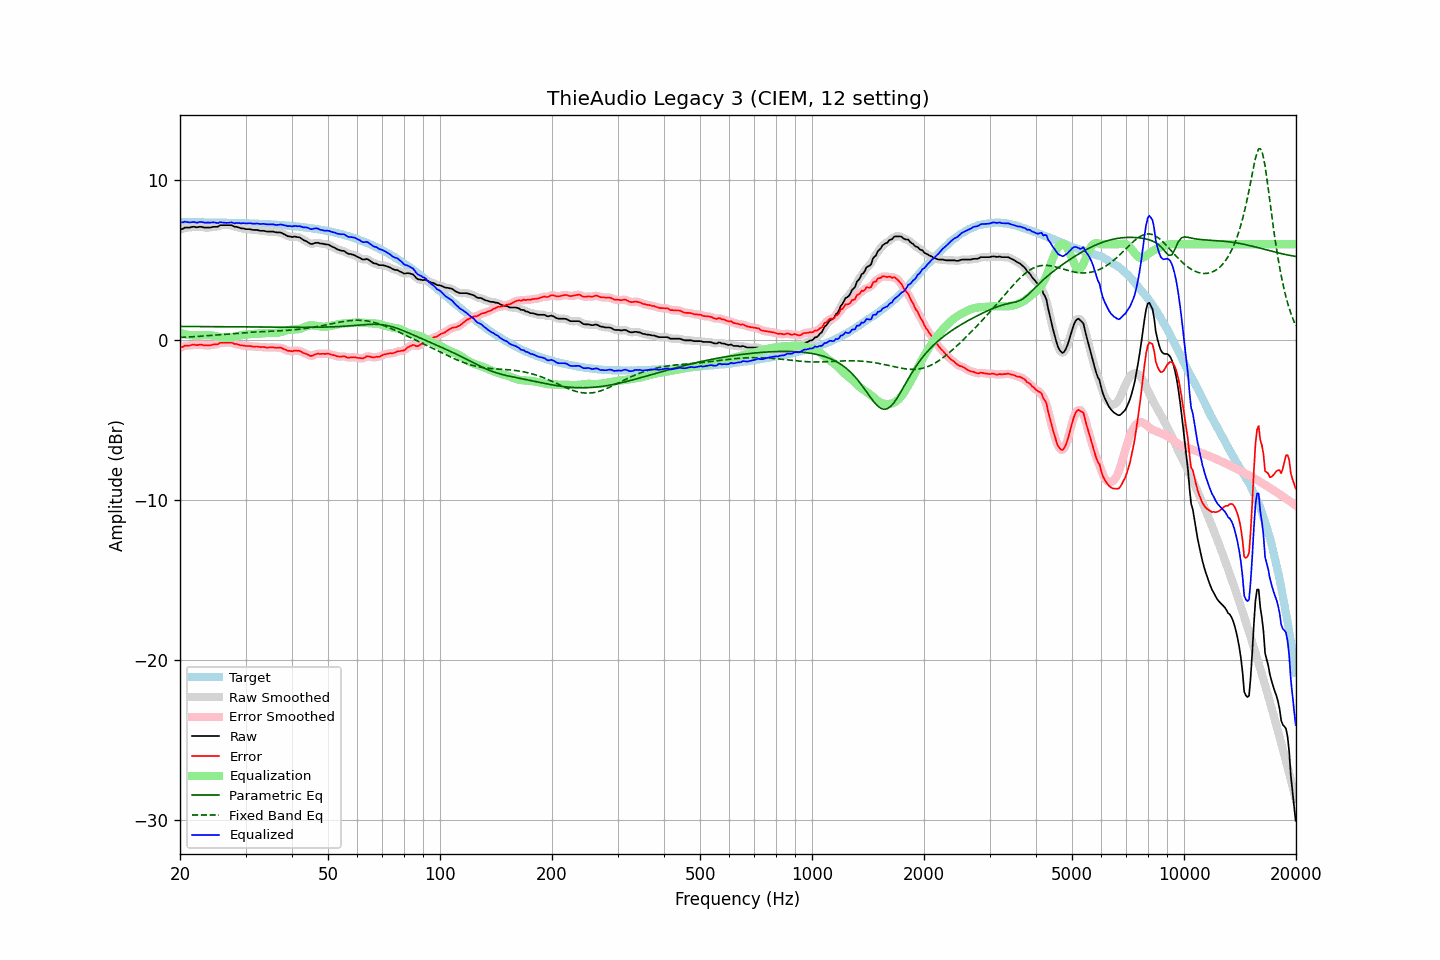 ThieAudio Legacy 3 (CIEM, 12 setting)
Amplitude (dBr)
10
0
−10
−20
−30
Target
Raw Smoothed
Error Smoothed
Raw
Error
Equalization
Parametric Eq
Fixed Band Eq
Equalized
20 50 100 200 500 1000 2000 5000 10000 20000
Frequency (Hz)